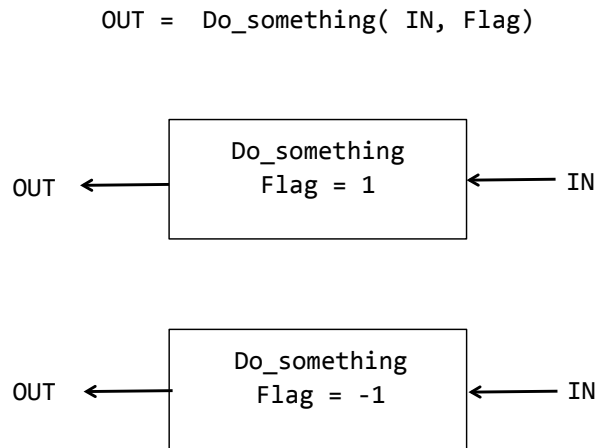 OUT = Do_something( IN, Flag)
Do_something
OUT Flag = 1 IN
Do_something
OUT Flag = -1 IN